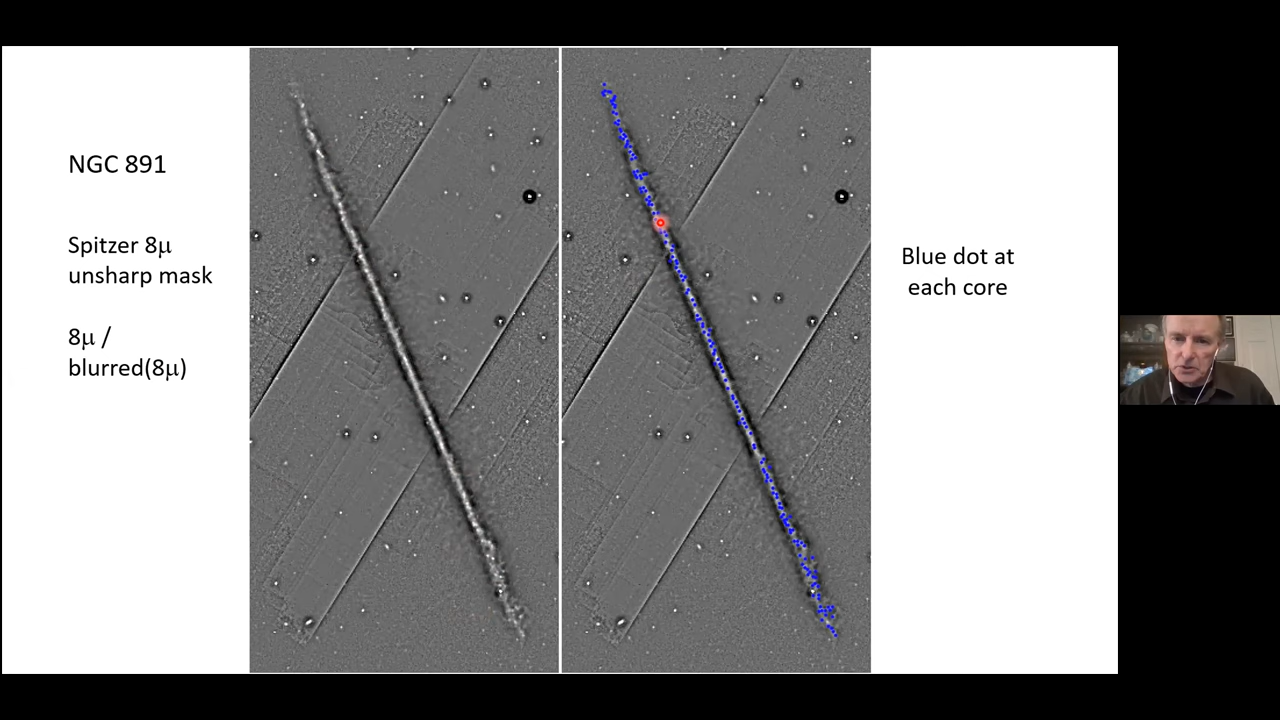 NGC 891
Spitzer 8μ
unsharp mask
8μ /
blurred(8μ)
Blue dot at
each core